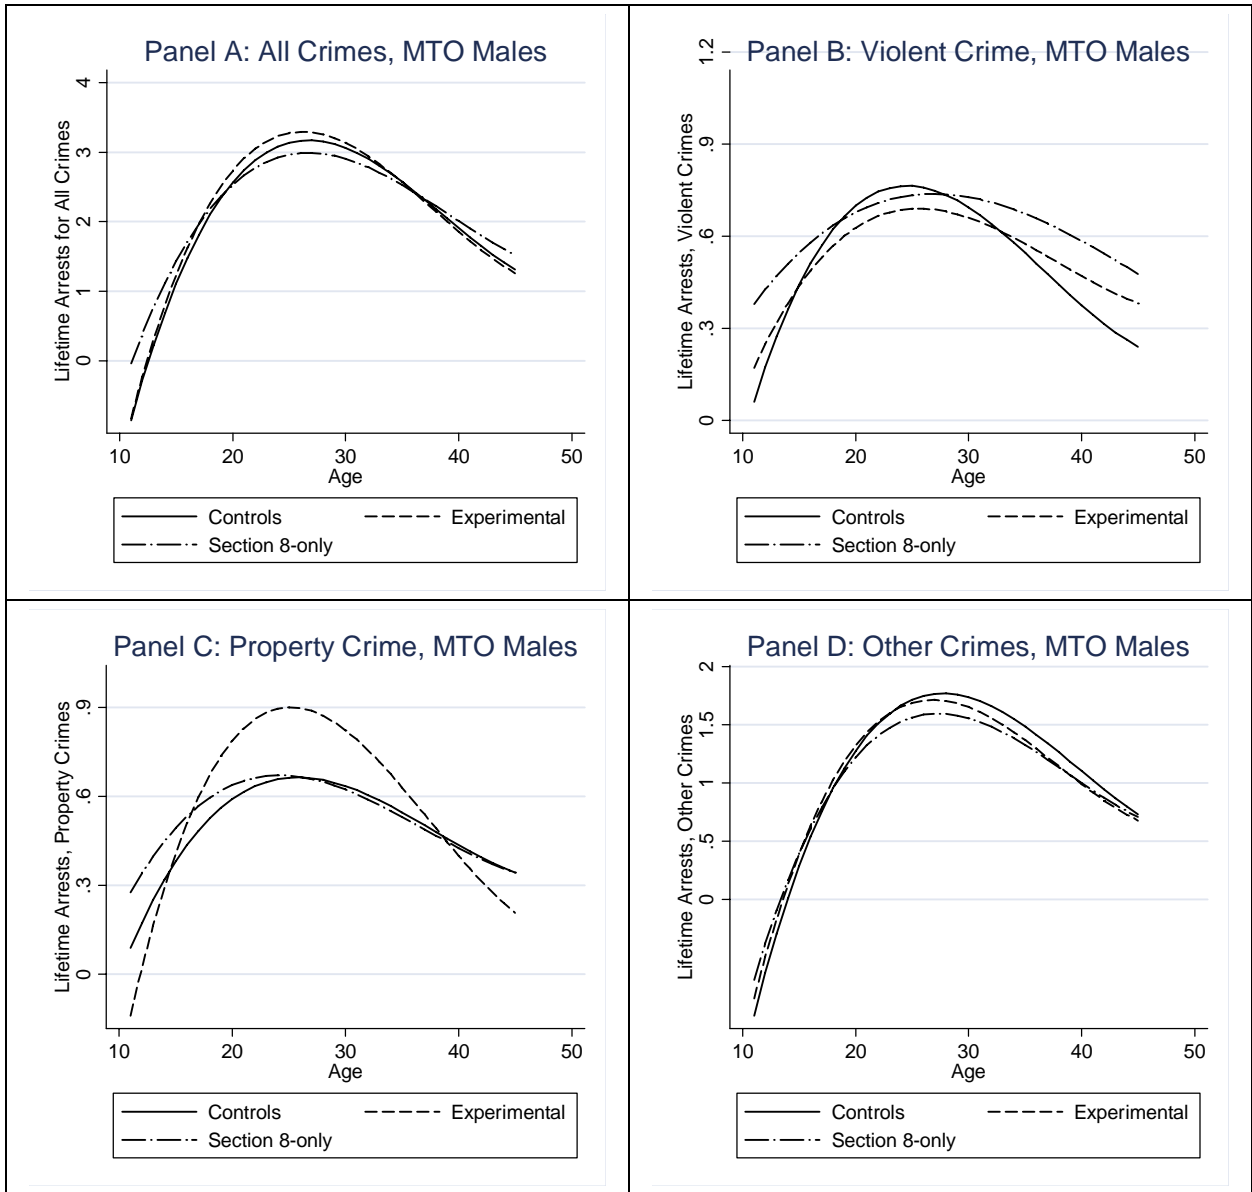 Panel A: All Crimes, MTO Males
Lifetime Arrests for All Crimes
4
3
2
1
0
10 20 30 40 50
Age
Controls Experimental
Section 8-only
Panel B: Violent Crime, MTO Males
Lifetime Arrests, Violent Crimes
1.2
.9
.6
.3
0
10 20 30 40 50
Age
Controls Experimental
Section 8-only
Panel C: Property Crime, MTO Males
Lifetime Arrests, Property Crimes
.9
.6
.3
0
10 20 30 40 50
Age
Controls Experimental
Section 8-only
Panel D: Other Crimes, MTO Males
Lifetime Arrests, Other Crimes
2
1.5
1
.5
0
10 20 30 40 50
Age
Controls Experimental
Section 8-only